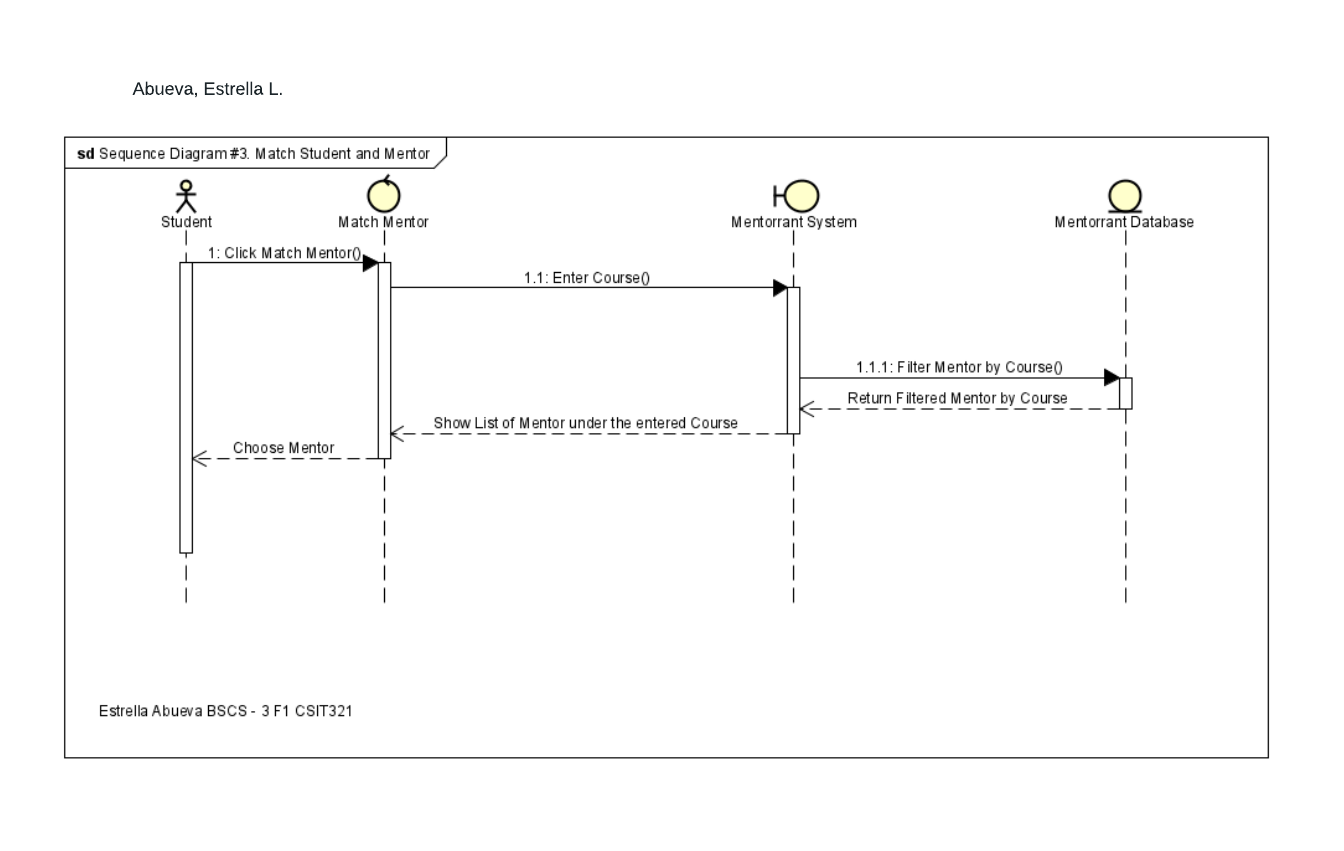 Abueva, Estrella L.
sd Sequence Diagram #3. Match Student and Mentor
Student
Match Mentor
Mentorrant System
Mentorrant Database
1: Click Match Mentor()
1.1: Enter Course()
1.1.1: Filter Mentor by Course()
Return Filtered Mentor by Course
Show List of Mentor under the entered Course
Choose Mentor
Estrella Abueva BSCS - 3 F1 CSIT321